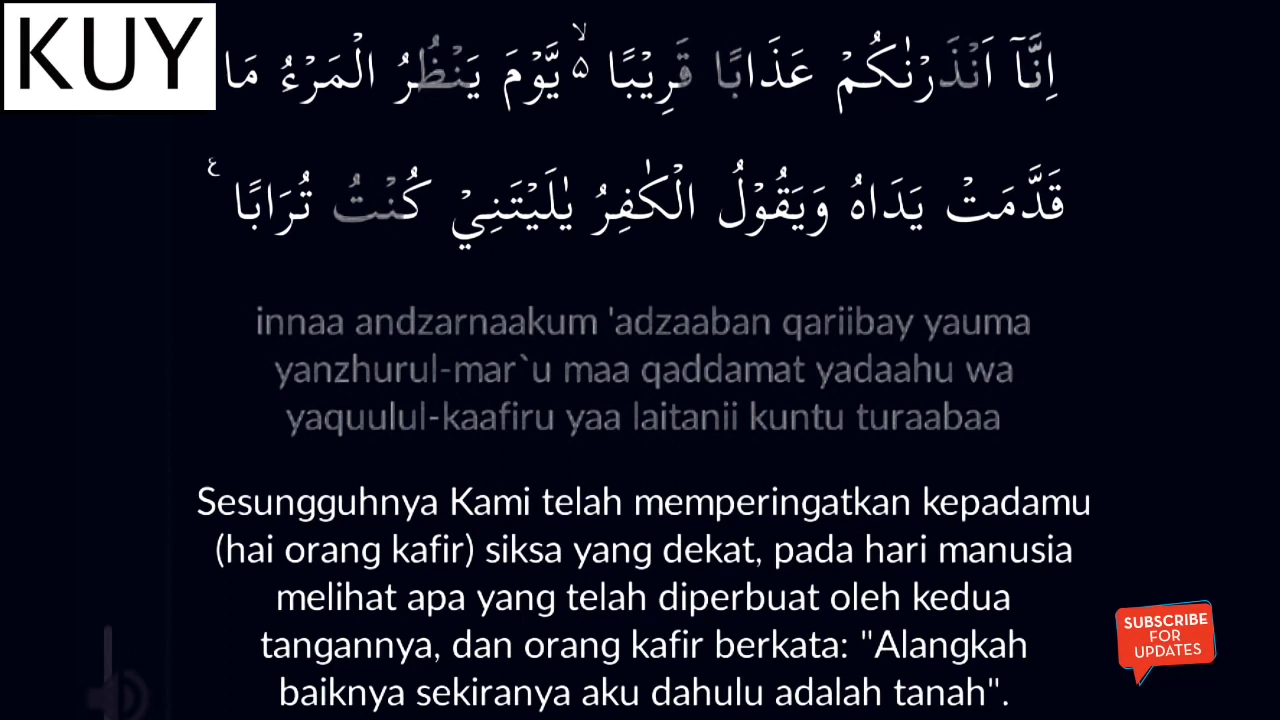 KUY
اِنَّآ اَنْذَرْنٰكُمْ عَذَابًا قَرِيْبًا ۙ۵ يَّوْمَ يَنْظُرُ الْمَرْءُ مَا
قَدَّمَتْ يَدَاهُ وَيَقُوْلُ الْكٰفِرُ يٰلَيْتَنِيْ كُنْتُ تُرَابًا ۚ ع
innaa andzarnaakum 'adzaaban qariibay yauma
yanzhurul-mar`u maa qaddamat yadaahu wa
yaquulul-kaafiru yaa laitanii kuntu turaabaa
Sesungguhnya Kami telah memperingatkan kepadamu
(hai orang kafir) siksa yang dekat, pada hari manusia
melihat apa yang telah diperbuat oleh kedua
tangannya, dan orang kafir berkata: "Alangkah
baiknya sekiranya aku dahulu adalah tanah".
SUBSCRIBE
FOR
UPDATES